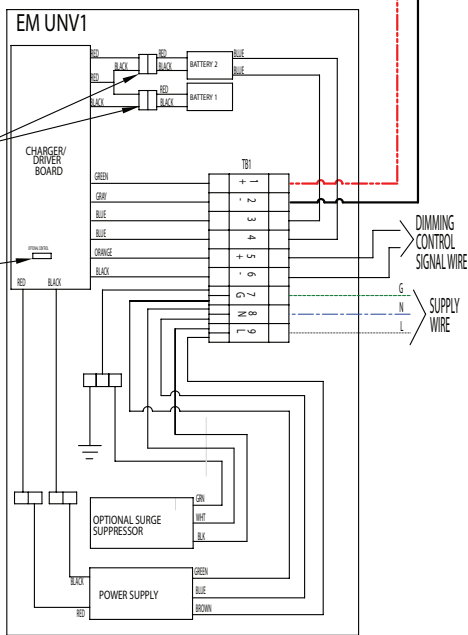 EM UNV1
RED
BLACK
RED
BLACK
RED
BLACK
RED
BLACK
BATTERY 2
BATTERY 1
BLUE
BLUE
CHARGER/
DRIVER
BOARD
GREEN
GRAY
BLUE
BLUE
ORANGE
BLACK
OPTIONAL CONTROL
RED
BLACK
TB1
+ 1
- 2
3
4
+ 5
- 6
G 7
N 8
L 9
DIMMING
CONTROL
SIGNAL WIRE
G
N
L
SUPPLY
WIRE
OPTIONAL SURGE
SUPPRESSOR
GRN
WHT
BLK
BLACK
RED
POWER SUPPLY
GREEN
BLUE
BROWN